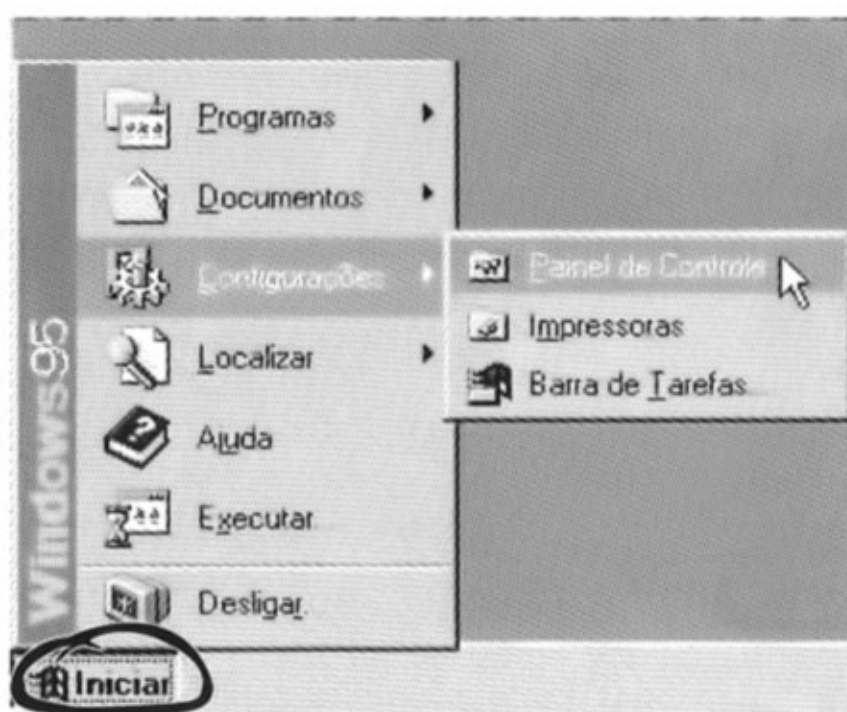 Programas
Documentos
Configurações
Localizar
Ajuda
Executar
Desligar.
Painel de Controle
Impressoras
Barra de Tarefas...
Windows95
Iniciar